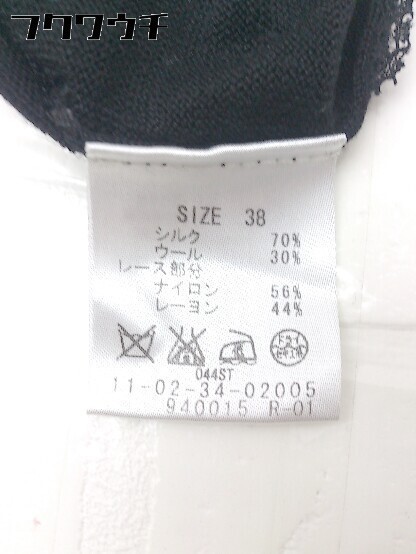 フクワウチ
SIZE 38
シルク 70%
ウール 30%
レース部分
ナイロン 56%
レーヨン 44%
044ST
11-02-34-02005
940015 R-01